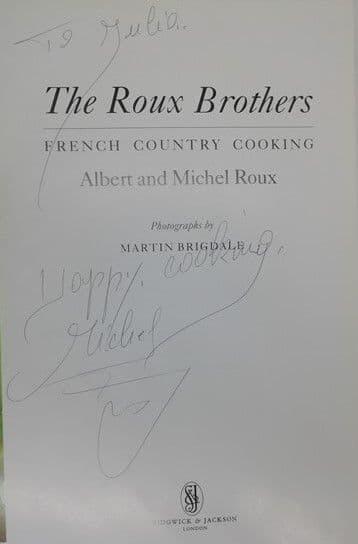 To Julia.
The Roux Brothers
FRENCH COUNTRY COOKING
Albert and Michel Roux
Photographs by
MARTIN BRIGDALE
Happy cooking.
Michel
SIDGWICK & JACKSON
LONDON